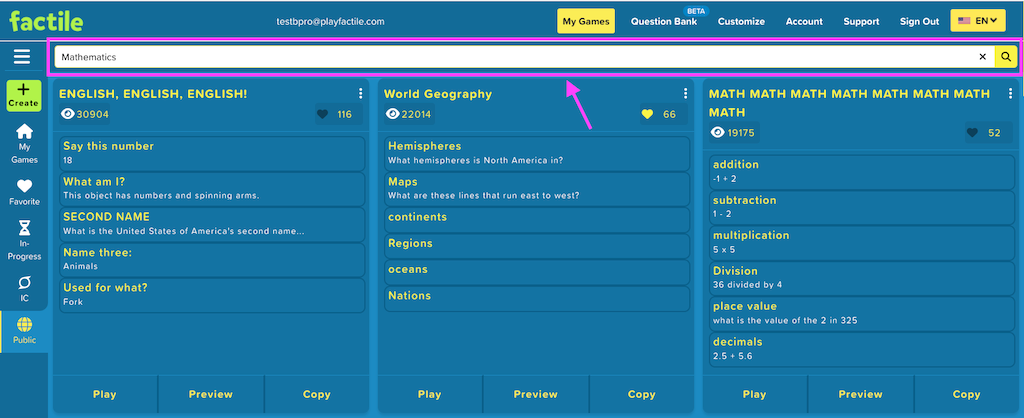 factile
testbpro@playfactile.com
My Games
Question Bank
BETA
Customize
Account
Support
Sign Out
EN
Mathematics
Create
My
Games
Favorite
In-
Progress
IC
Public
ENGLISH, ENGLISH, ENGLISH!
30904
116
Say this number
18
What am I?
This object has numbers and spinning arms.
SECOND NAME
What is the United States of America's second name...
Name three:
Animals
Used for what?
Fork
Play
Preview
Copy
World Geography
22014
66
Hemispheres
What hemispheres is North America in?
Maps
What are these lines that run east to west?
continents
Regions
oceans
Nations
Play
Preview
Copy
MATH MATH MATH MATH MATH MATH MATH
MATH
19175
52
addition
-1 + 2
subtraction
1 - 2
multiplication
5 x 5
Division
36 divided by 4
place value
what is the value of the 2 in 325
decimals
2.5 + 5.6
Play
Preview
Copy